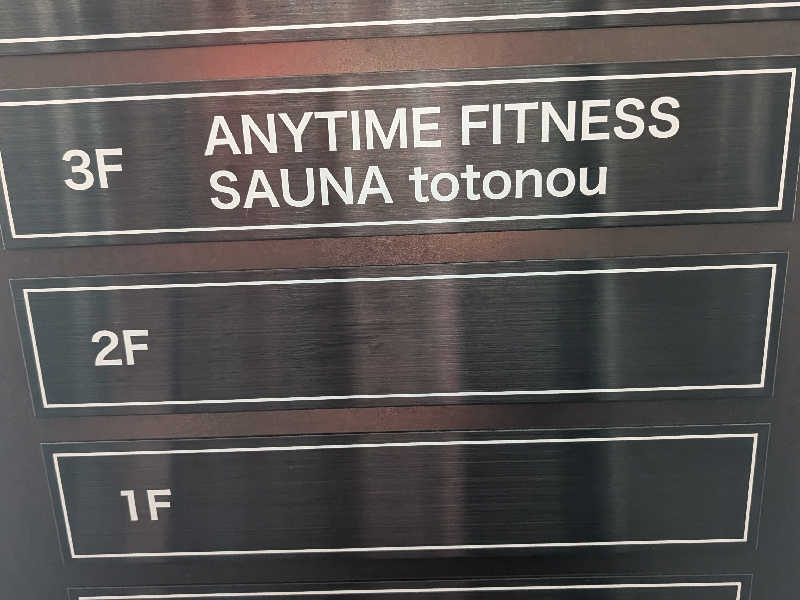 3F ANYTIME FITNESS
SAUNA totonou
2F
1F